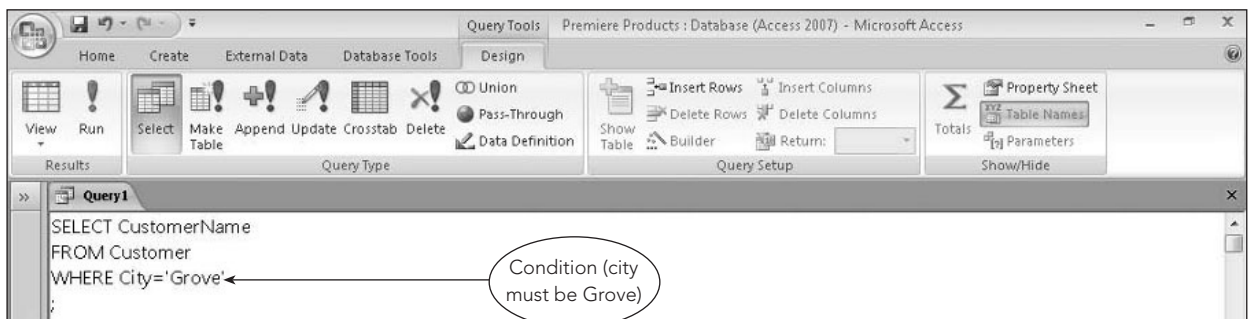 Query Tools Premiere Products : Database (Access 2007) - Microsoft Access
Home Create External Data Database Tools Design
View Run Select Make Table Append Update Crosstab Delete
Union
Pass-Through
Data Definition
Show Table
Insert Rows Insert Columns
Delete Rows Delete Columns
Builder Return:
Totals
Property Sheet
XYZ Table Names
Parameters
Results Query Type Query Setup Show/Hide
Query1
SELECT CustomerName
FROM Customer
WHERE City='Grove'
;
Condition (city
must be Grove)